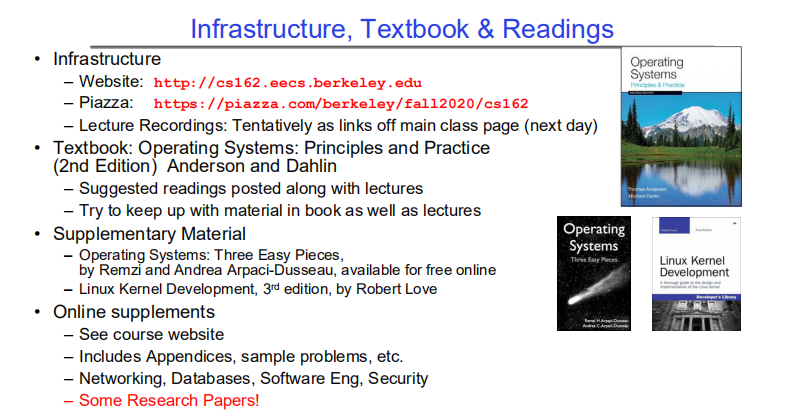 Infrastructure, Textbook & Readings
• Infrastructure
– Website: http://cs162.eecs.berkeley.edu
– Piazza: https://piazza.com/berkeley/fall2020/cs162
– Lecture Recordings: Tentatively as links off main class page (next day)
• Textbook: Operating Systems: Principles and Practice
(2nd Edition) Anderson and Dahlin
– Suggested readings posted along with lectures
– Try to keep up with material in book as well as lectures
• Supplementary Material
– Operating Systems: Three Easy Pieces,
by Remzi and Andrea Arpaci-Dusseau, available for free online
– Linux Kernel Development, 3rd edition, by Robert Love
• Online supplements
– See course website
– Includes Appendices, sample problems, etc.
– Networking, Databases, Software Eng, Security
– Some Research Papers!
Operating
Systems
Principles & Practice
Thomas Anderson
Michael Dahlin
Operating
Systems
Three Easy Pieces
Remzi H. Arpaci-Dusseau
Andrea C. Arpaci-Dusseau
Robert Love
Third Edition
Linux Kernel
Development
A thorough guide to the design and
implementation of the Linux kernel
Developer's Library